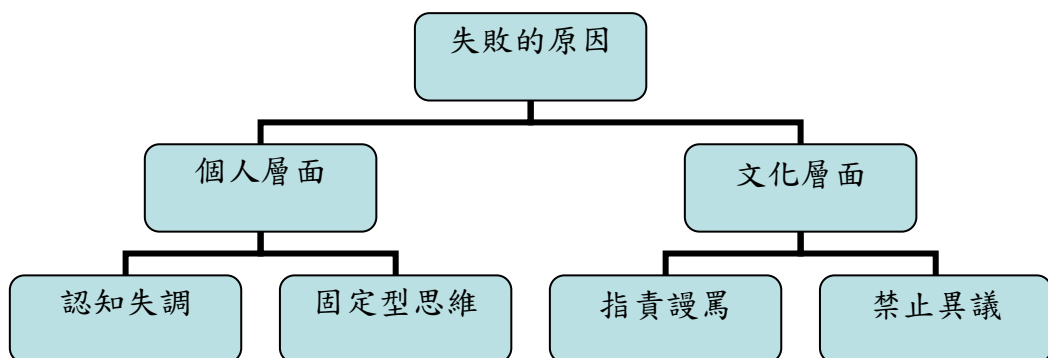 失敗的原因
個人層面
文化層面
認知失調
固定型思維
指責謾罵
禁止異議